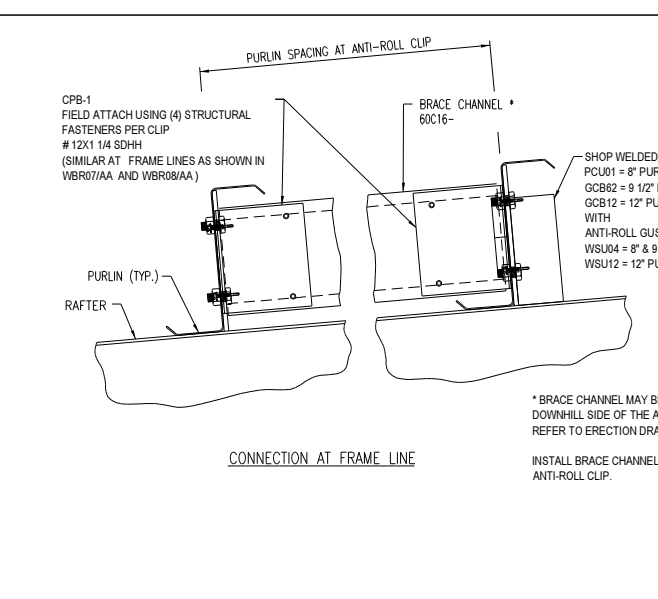 PURLIN SPACING AT ANTI-ROLL CLIP
CPB-1
FIELD ATTACH USING (4) STRUCTURAL
FASTENERS PER CLIP
# 12X1 1/4 SDHH
(SIMILAR AT FRAME LINES AS SHOWN IN
WBR07/AA AND WBR08/AA )
BRACE CHANNEL *
60C16-
SHOP WELDED
PCU01 = 8" PUR
GCB62 = 9 1/2"
GCB12 = 12" PU
WITH
ANTI-ROLL GUS
WSU04 = 8" & 9
WSU12 = 12" PU
PURLIN (TYP.)
RAFTER
* BRACE CHANNEL MAY B
DOWNHILL SIDE OF THE A
REFER TO ERECTION DRA
INSTALL BRACE CHANNEL
ANTI-ROLL CLIP.
CONNECTION AT FRAME LINE